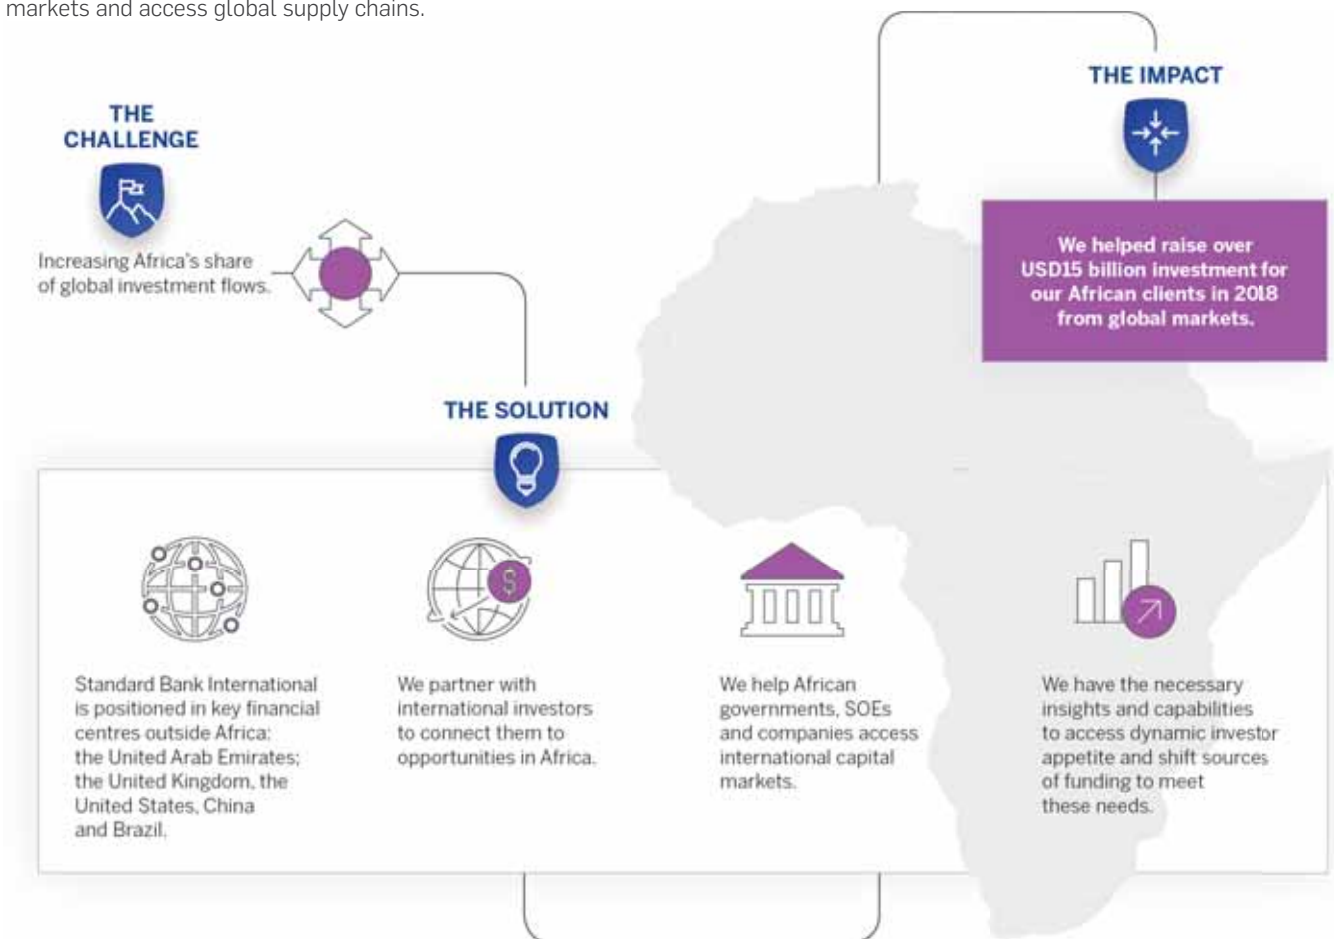 markets and access global supply chains.
THE
CHALLENGE
Increasing Africa's share
of global investment flows.
THE SOLUTION
Standard Bank International
is positioned in key financial
centres outside Africa:
the United Arab Emirates;
the United Kingdom, the
United States, China
and Brazil.
We partner with
international investors
to connect them to
opportunities in Africa.
$
We help African
governments, SOEs
and companies access
international capital
markets.
We have the necessary
insights and capabilities
to access dynamic investor
appetite and shift sources
of funding to meet
these needs.
THE IMPACT
We helped raise over
USD15 billion investment for
our African clients in 2018
from global markets.